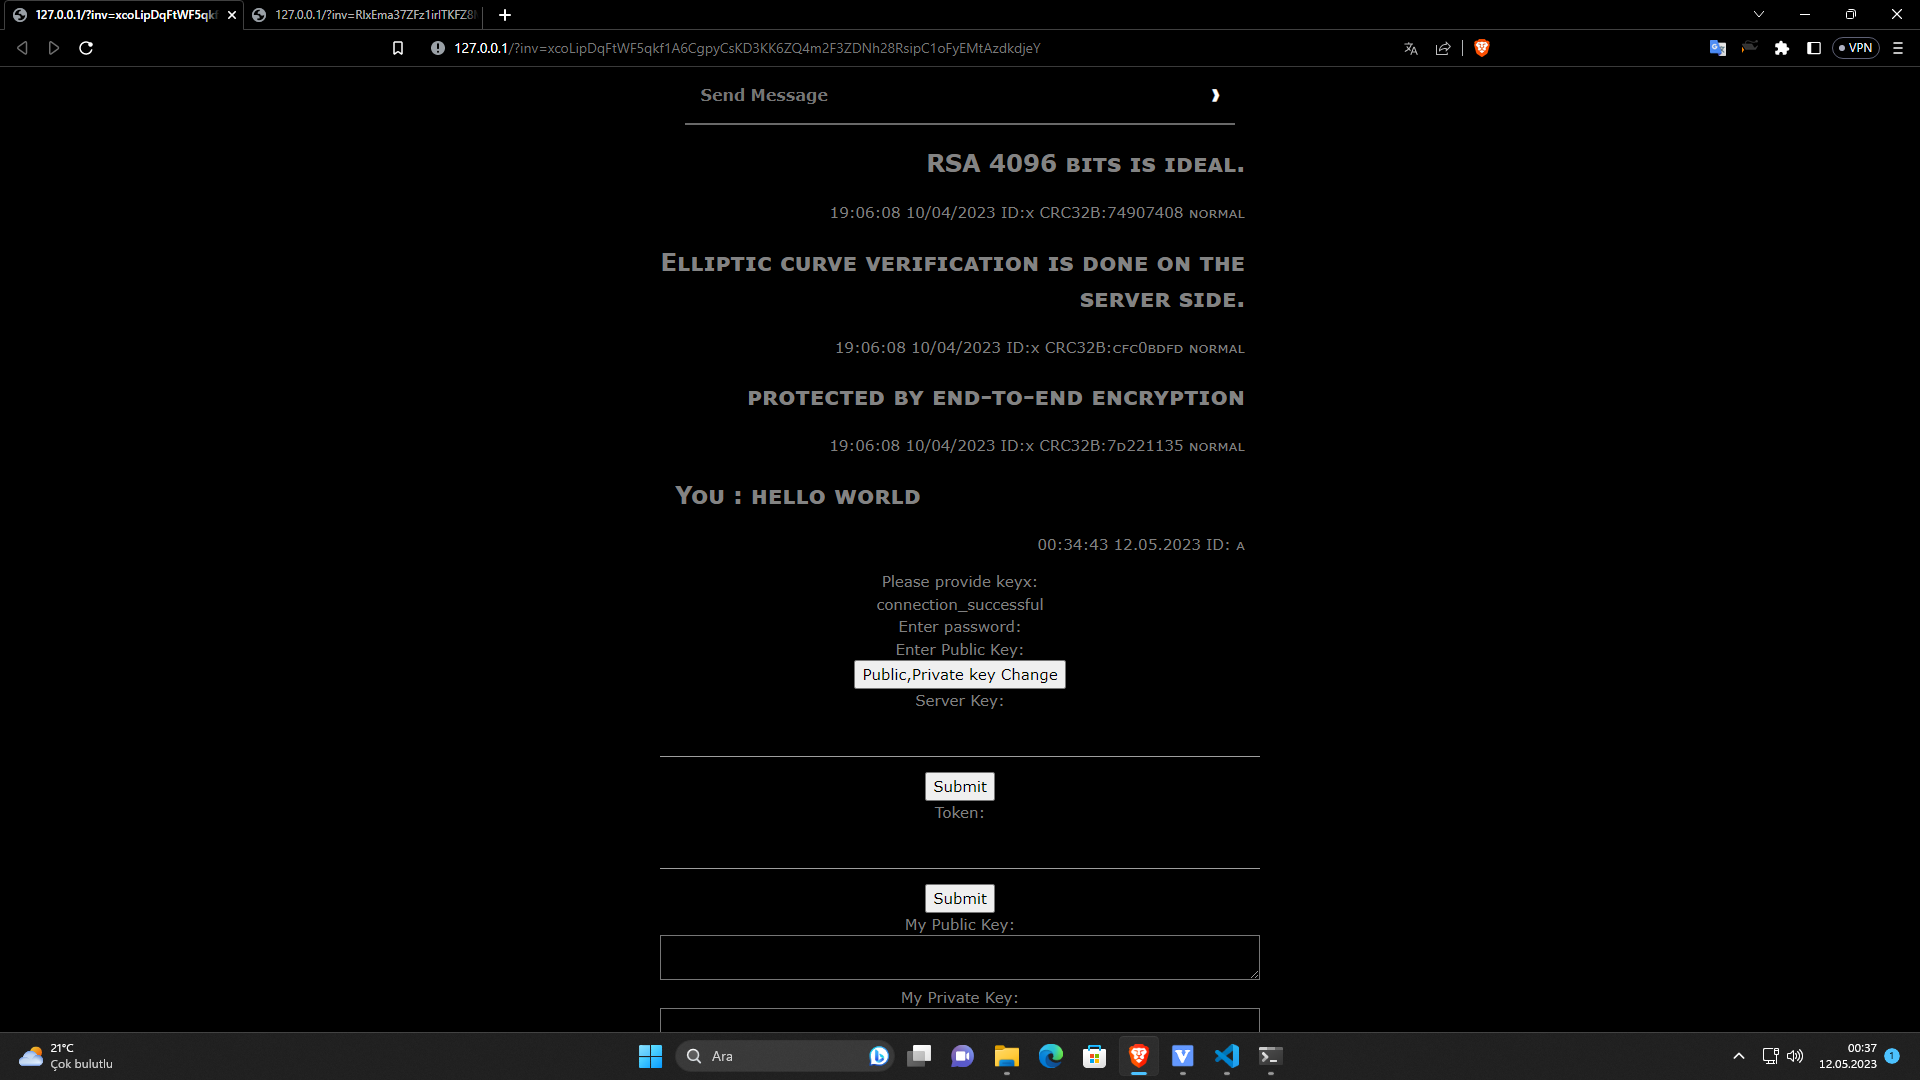 127.0.0.1/?inv=xcoLipDqFtWF5qkf
127.0.0.1/?inv=RlxEma37ZFz1irlTKFZ8
127.0.0.1/?inv=xcoLipDqFtWF5qkf1A6CgpyCsKD3KK6ZQ4m2F3ZDNh28RsipC1oFyEMtAzdkdjeY
VPN
Send Message
RSA 4096 bits is ideal.
19:06:08 10/04/2023 ID:x CRC32B:74907408 normal
Elliptic curve verification is done on the
server side.
19:06:08 10/04/2023 ID:x CRC32B:cfc0bdfd normal
protected by end-to-end encryption
19:06:08 10/04/2023 ID:x CRC32B:7d221135 normal
You : hello world
00:34:43 12.05.2023 ID: a
Please provide keyx:
connection_successful
Enter password:
Enter Public Key:
Public,Private key Change
Server Key:
Submit
Token:
Submit
My Public Key:
My Private Key:
21°C
Çok bulutlu
Ara
00:37
12.05.2023
1